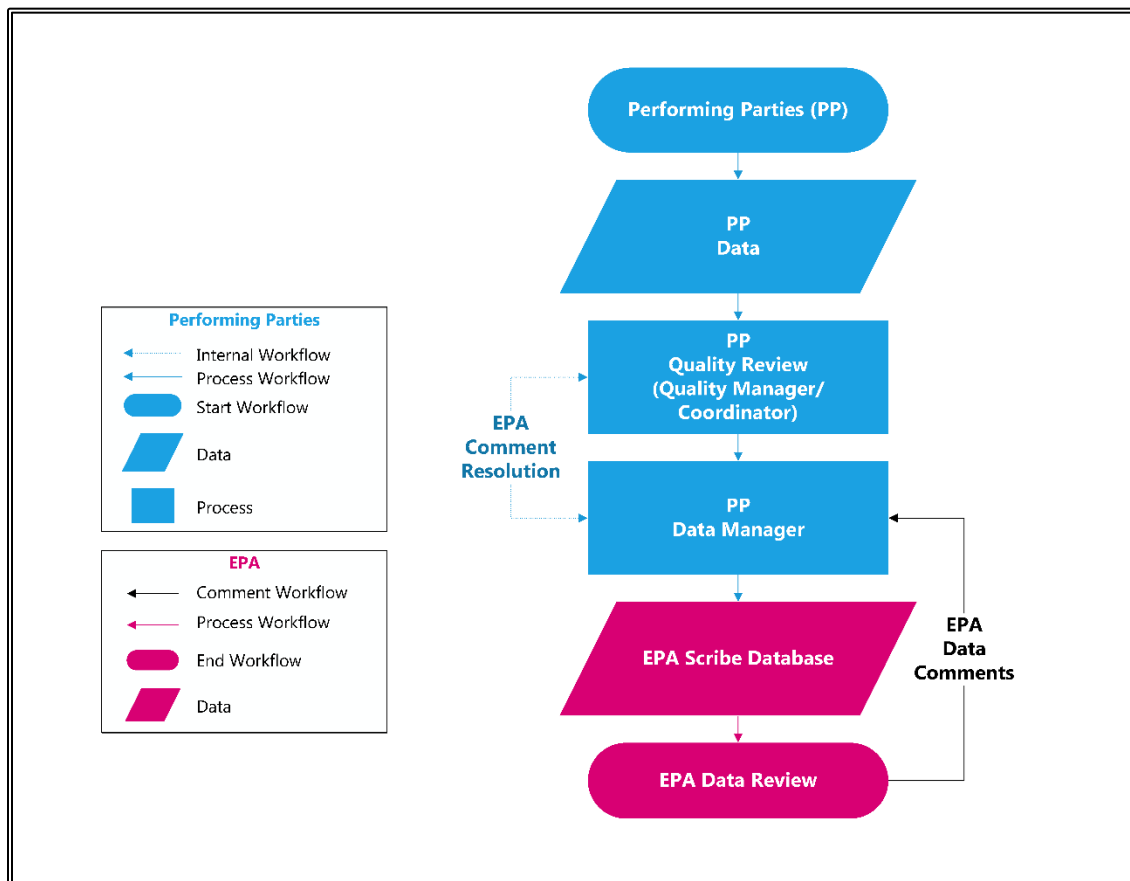 Performing Parties (PP)
PP
Data
PP
Quality Review
(Quality Manager/
Coordinator)
EPA
Comment
Resolution
PP
Data Manager
EPA Scribe Database
EPA
Data
Comments
EPA Data Review
Performing Parties
Internal Workflow
Process Workflow
Start Workflow
Data
Process
EPA
Comment Workflow
Process Workflow
End Workflow
Data